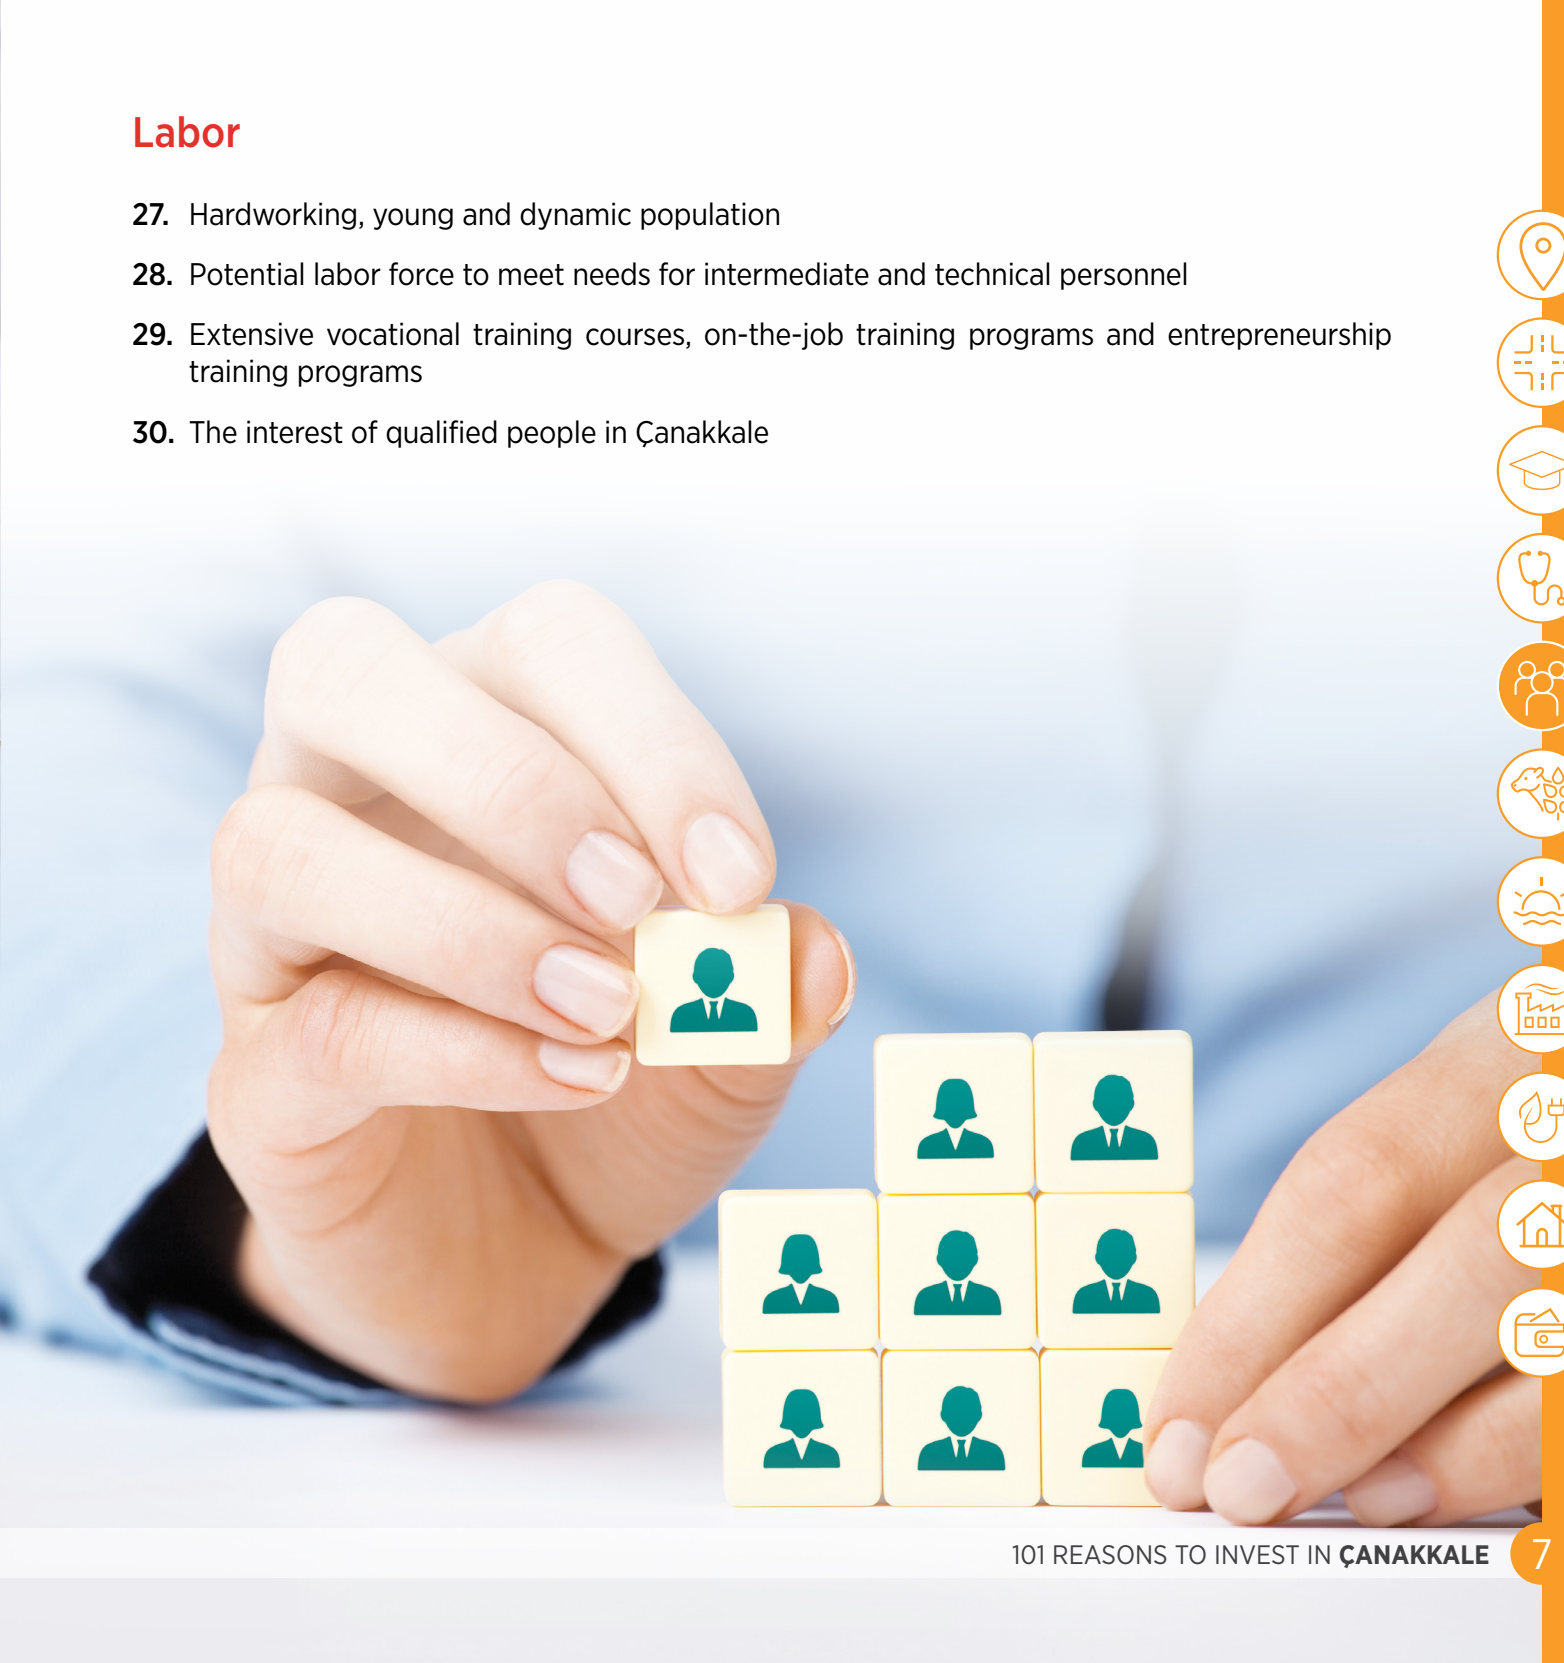 Labor
27. Hardworking, young and dynamic population
28. Potential labor force to meet needs for intermediate and technical personnel
29. Extensive vocational training courses, on-the-job training programs and entrepreneurship
training programs
30. The interest of qualified people in Çanakkale
101 REASONS TO INVEST IN ÇANAKKALE 7